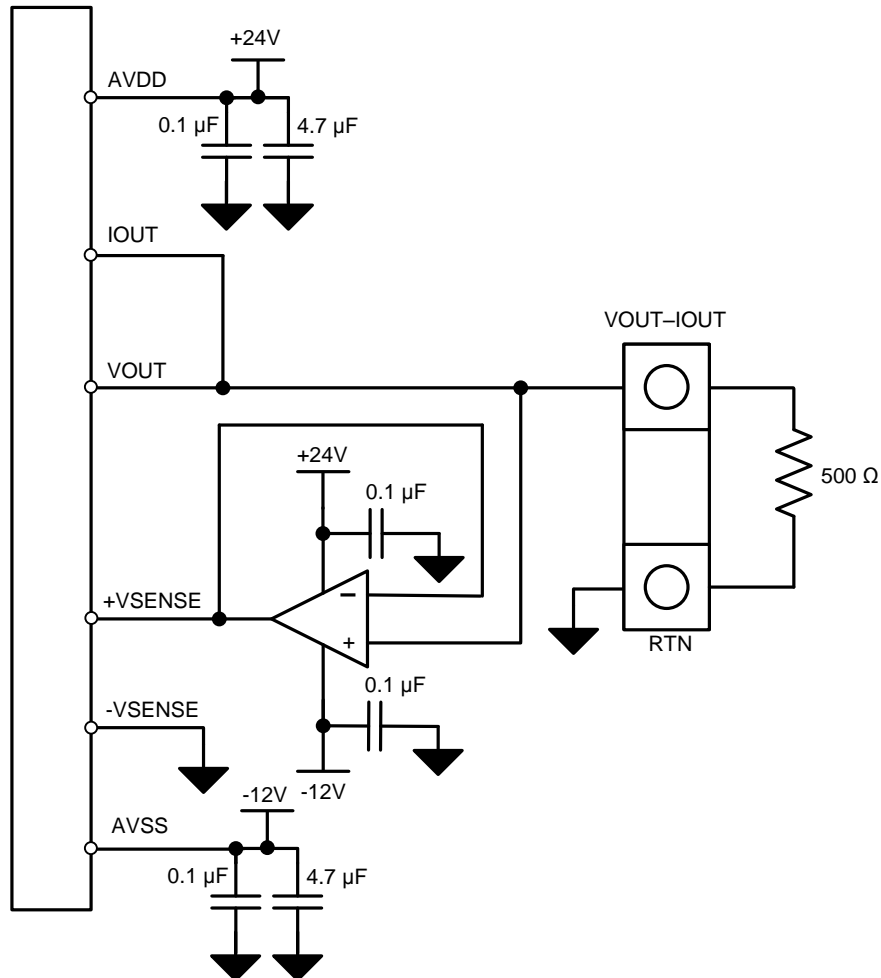 +24V
AVDD
0.1 µF
4.7 µF
IOUT
VOUT–IOUT
VOUT
+24V
0.1 µF
500 Ω
+VSENSE
−
+
RTN
0.1 µF
-VSENSE
-12V
-12V
AVSS
0.1 µF
4.7 µF